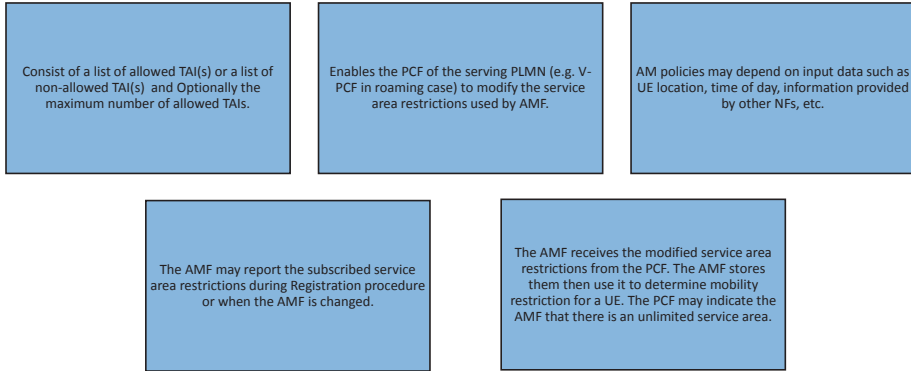 Consist of a list of allowed TAI(s) or a list of
non-allowed TAI(s) and Optionally the
maximum number of allowed TAIs.
Enables the PCF of the serving PLMN (e.g. V-
PCF in roaming case) to modify the service
area restrictions used by AMF.
AM policies may depend on input data such as
UE location, time of day, information provided
by other NFs, etc.
The AMF may report the subscribed service
area restrictions during Registration procedure
or when the AMF is changed.
The AMF receives the modified service area
restrictions from the PCF. The AMF stores
them then use it to determine mobility
restriction for a UE. The PCF may indicate the
AMF that there is an unlimited service area.